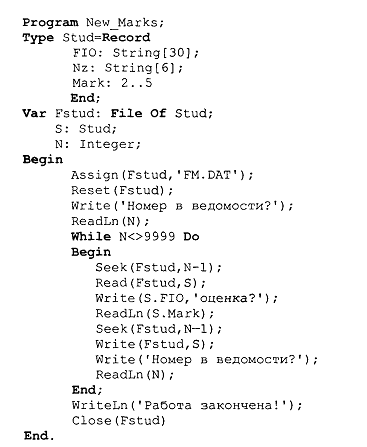 Program New_Marks;
Type Stud=Record
FIO: String[30];
Nz: String[6];
Mark: 2..5
End;
Var Fstud: File Of Stud;
S: Stud;
N: Integer;
Begin
Assign(Fstud,'FM.DAT');
Reset(Fstud);
Write('Номер в ведомости?');
ReadLn(N);
While N<>9999 Do
Begin
Seek(Fstud,N-1);
Read(Fstud,S);
Write(S.FIO,'оценка?');
ReadLn(S.Mark);
Seek(Fstud,N—1);
Write(Fstud,S);
Write('Номер в ведомости?');
ReadLn(N);
End;
WriteLn('Работа закончена!');
Close(Fstud)
End.